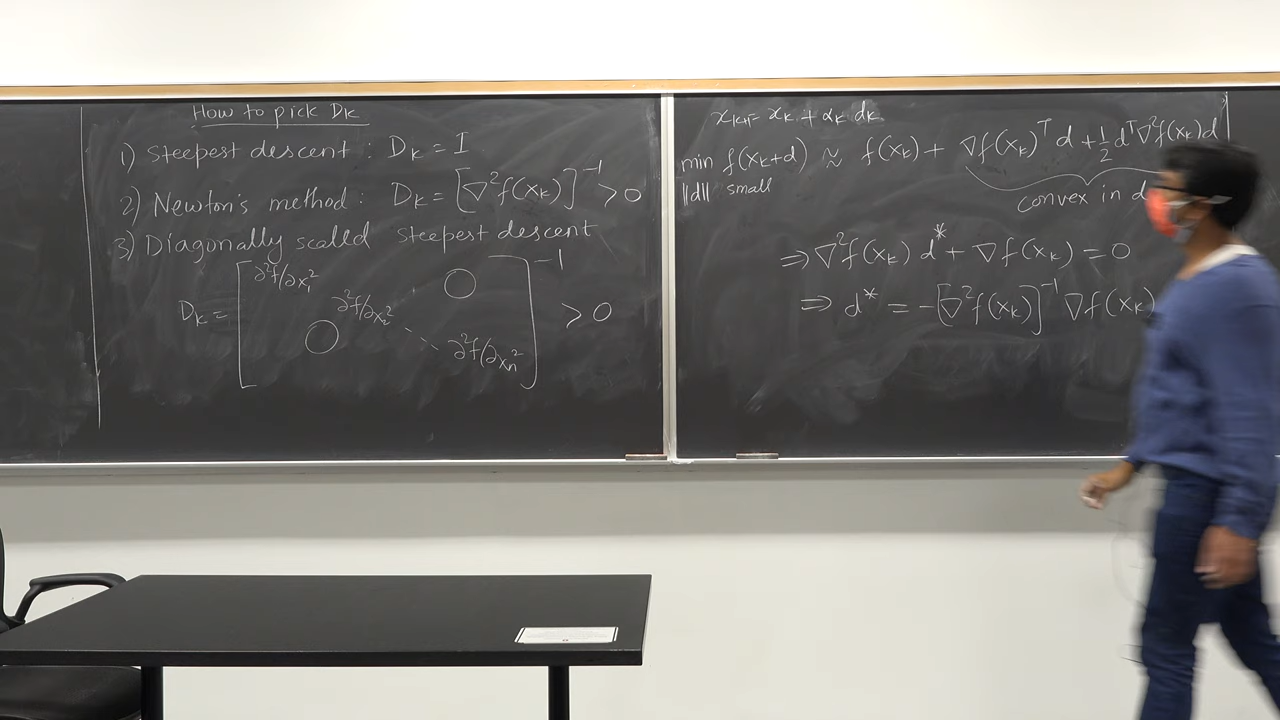 How to pick Dₖ
1) Steepest descent : Dₖ = I
2) Newton's method : Dₖ = [∇²f(xₖ)]⁻¹ > 0
3) Diagonally scaled steepest descent
Dₖ = [∂²f/∂x₁² ∂²f/∂x₂² ⋱ ∂²f/∂xₙ² ◯ ◯]⁻¹ > 0
xₖ₊₁ = xₖ + αₖ dₖ
min f(xₖ+d) ≈ f(xₖ) + ∇f(xₖ)ᵀ d + ½ dᵀ∇²f(xₖ)d
||d|| small
convex in d
⇒ ∇²f(xₖ) d* + ∇f(xₖ) = 0
⇒ d* = -[∇²f(xₖ)]⁻¹ ∇f(xₖ)